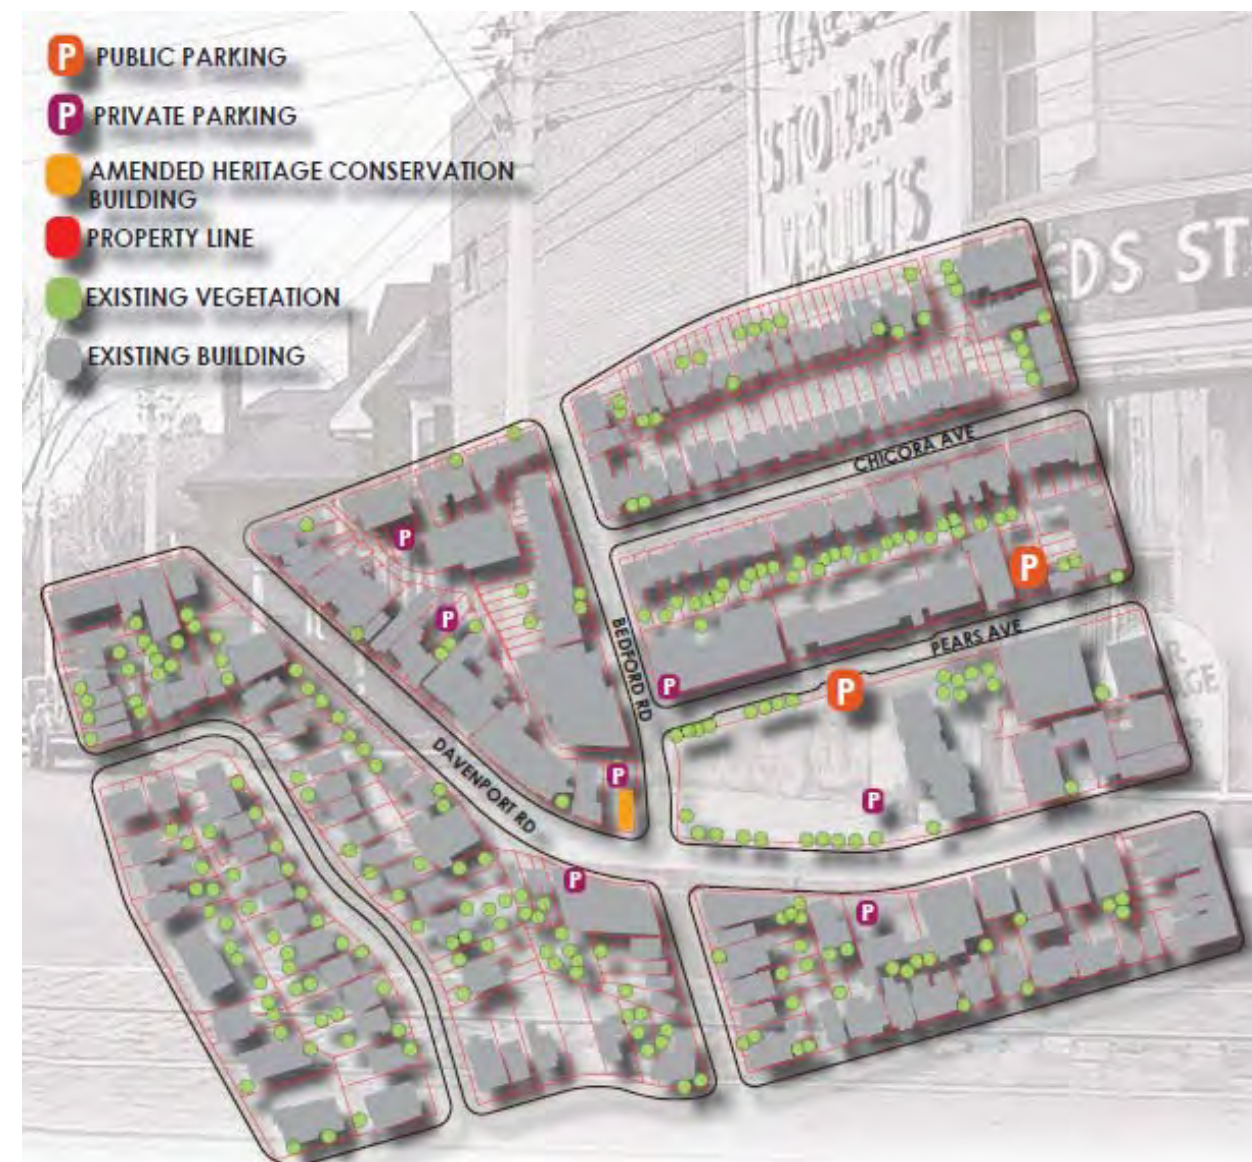 P PUBLIC PARKING
P PRIVATE PARKING
AMENDED HERITAGE CONSERVATION
BUILDING
PROPERTY LINE
EXISTING VEGETATION
EXISTING BUILDING
STORAGE
VAULTS
EDS ST
CHICORA AVE
P
P
P
BEDFORD RD
PEARS AVE
P
P
DAVENPORT RD
P
P
P
P